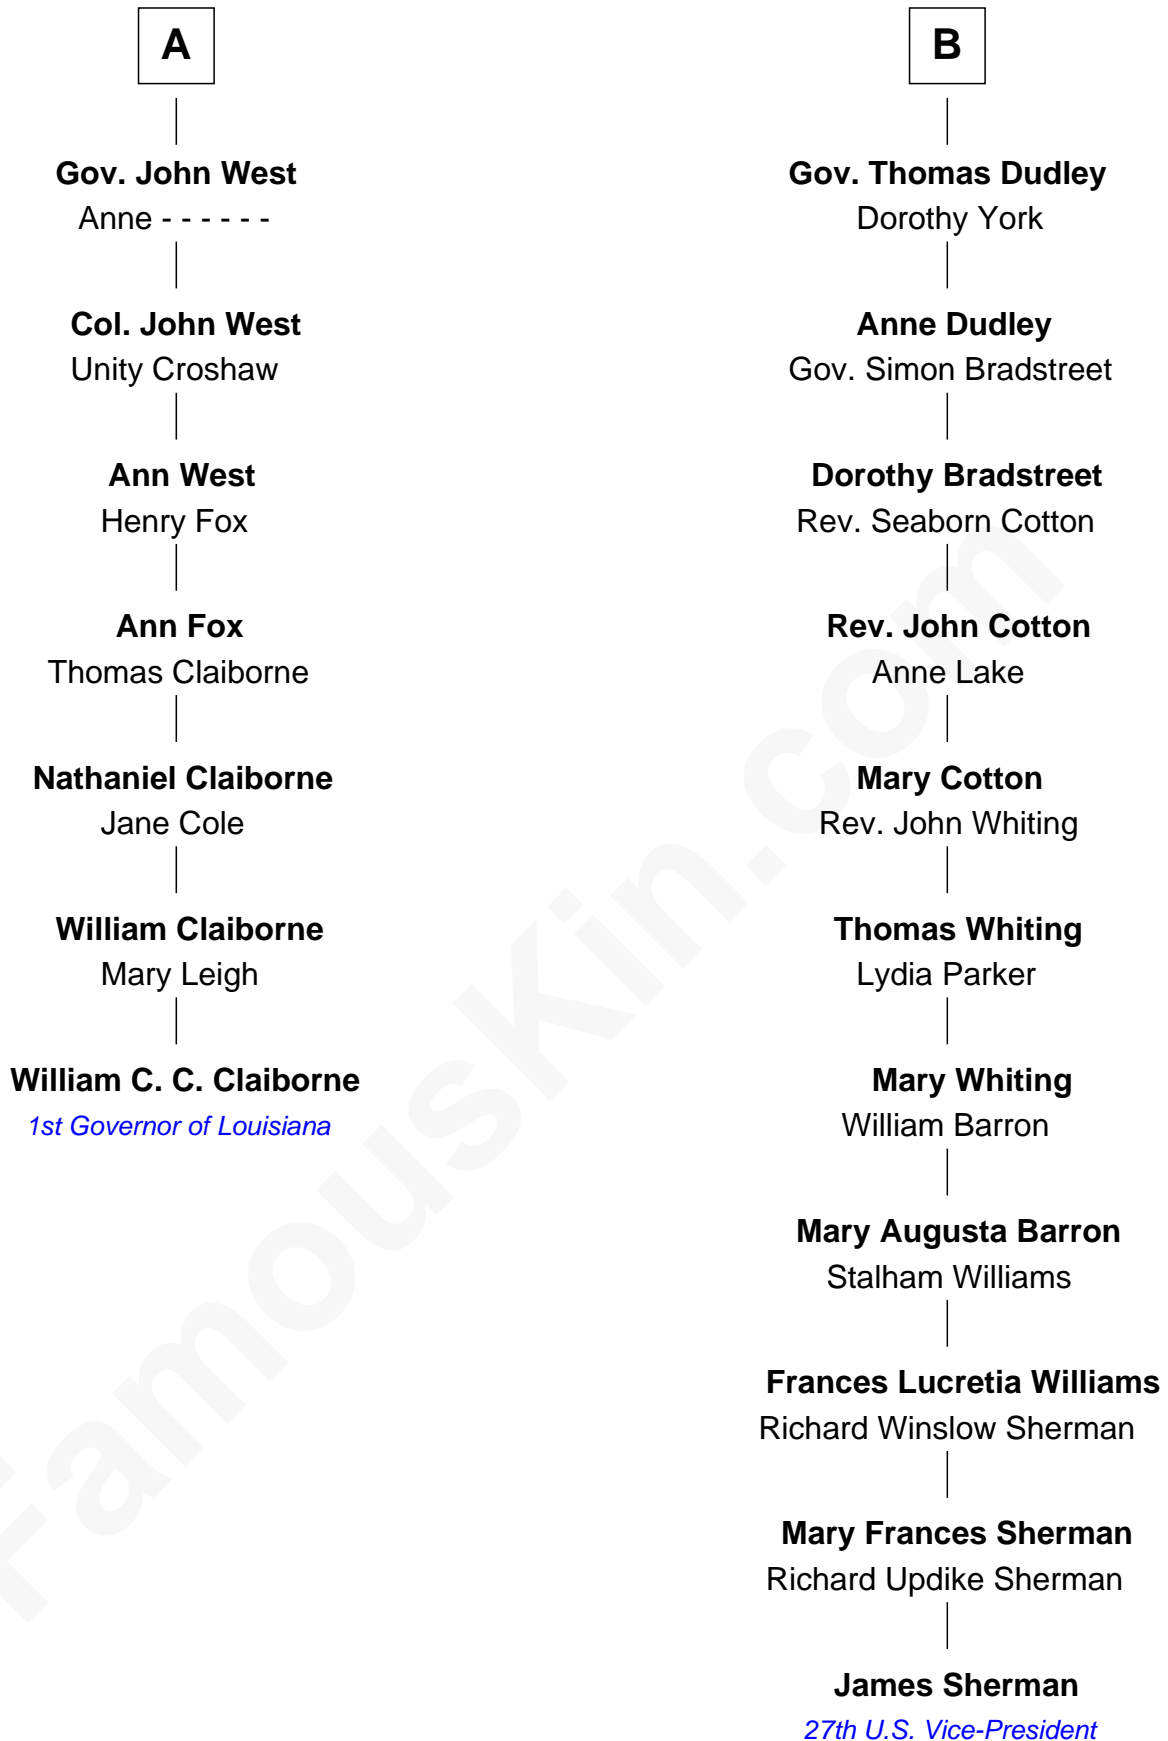 A
Gov. John West
Anne - - - - - -
Col. John West
Unity Croshaw
Ann West
Henry Fox
Ann Fox
Thomas Claiborne
Nathaniel Claiborne
Jane Cole
William Claiborne
Mary Leigh
William C. C. Claiborne
1st Governor of Louisiana
B
Gov. Thomas Dudley
Dorothy York
Anne Dudley
Gov. Simon Bradstreet
Dorothy Bradstreet
Rev. Seaborn Cotton
Rev. John Cotton
Anne Lake
Mary Cotton
Rev. John Whiting
Thomas Whiting
Lydia Parker
Mary Whiting
William Barron
Mary Augusta Barron
Stalham Williams
Frances Lucretia Williams
Richard Winslow Sherman
Mary Frances Sherman
Richard Updike Sherman
James Sherman
27th U.S. Vice-President
FamousKin.com